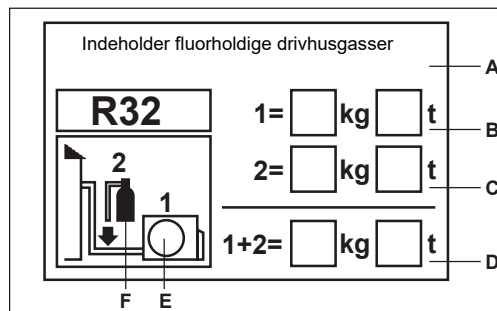 Indeholder fluorholdige drivhusgasser
A
R32
1= kg t
B
2
2= kg t
C
1
1+2= kg t
D
F E